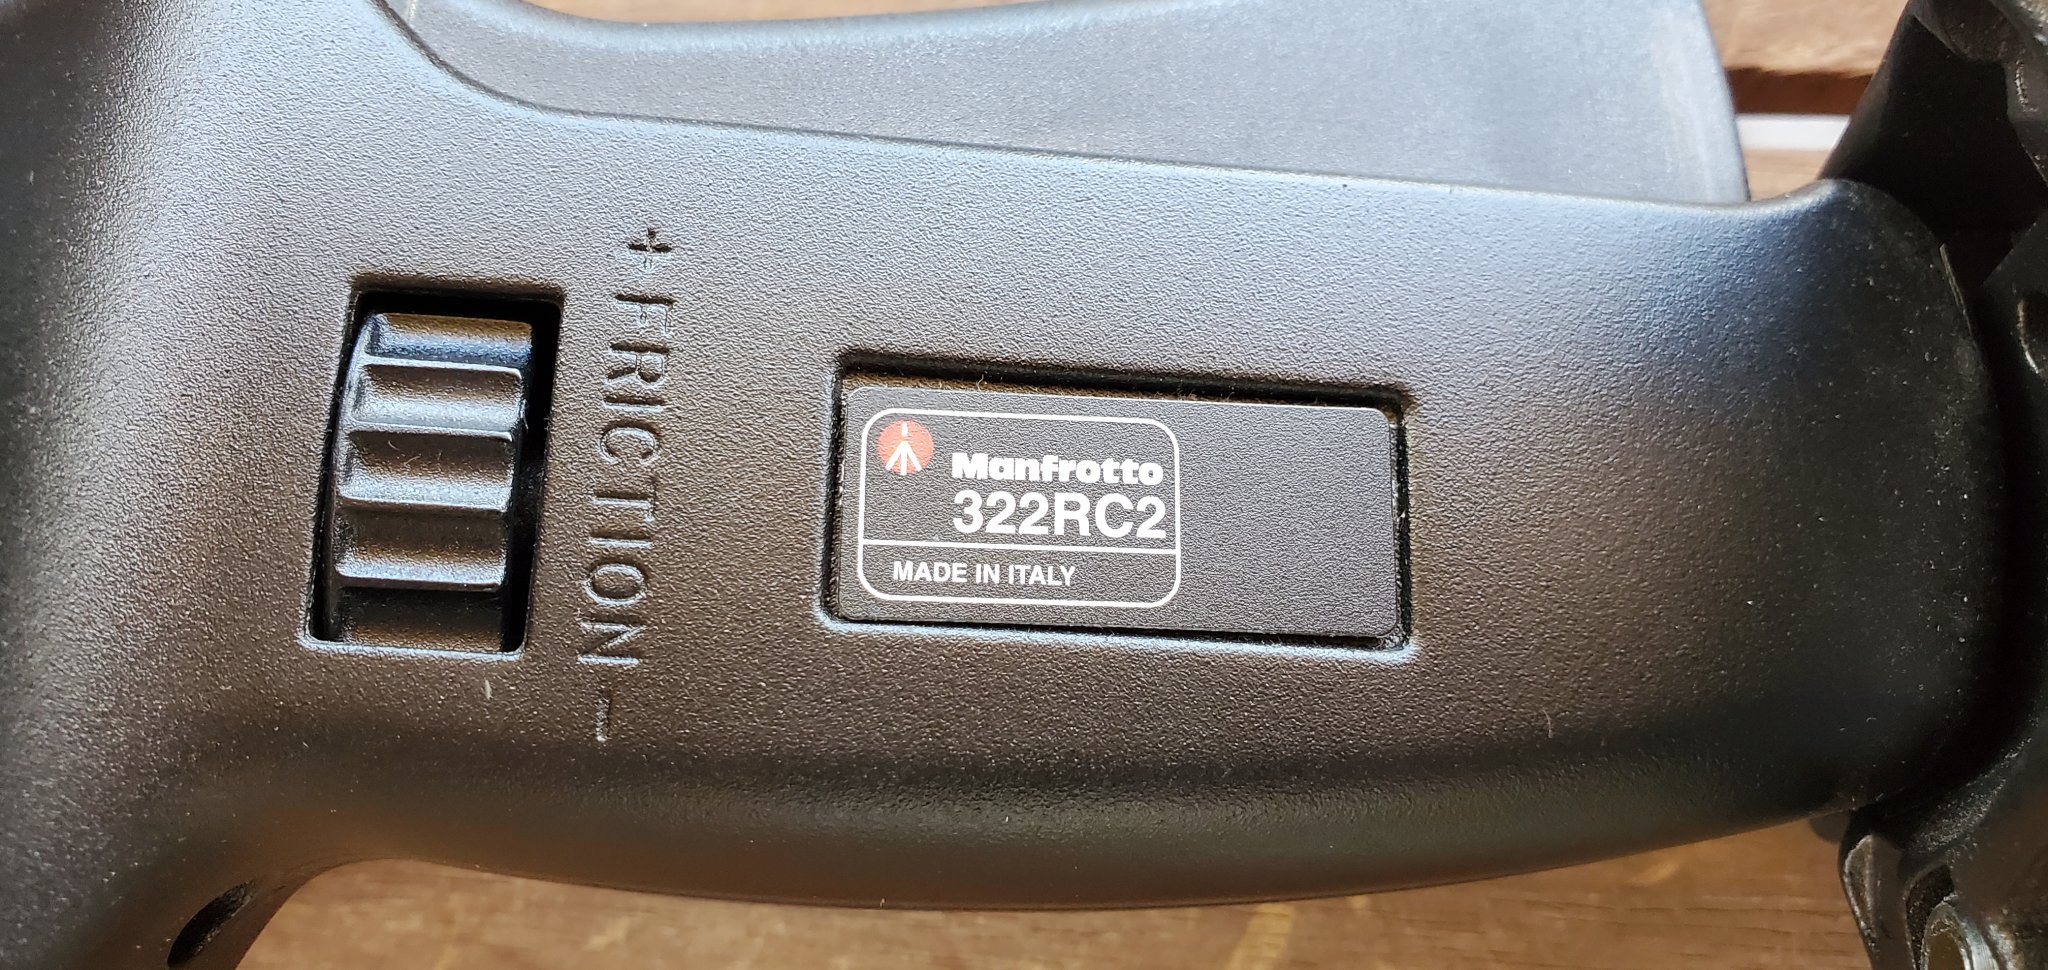 + FRICTION -
Manfrotto
322RC2
MADE IN ITALY